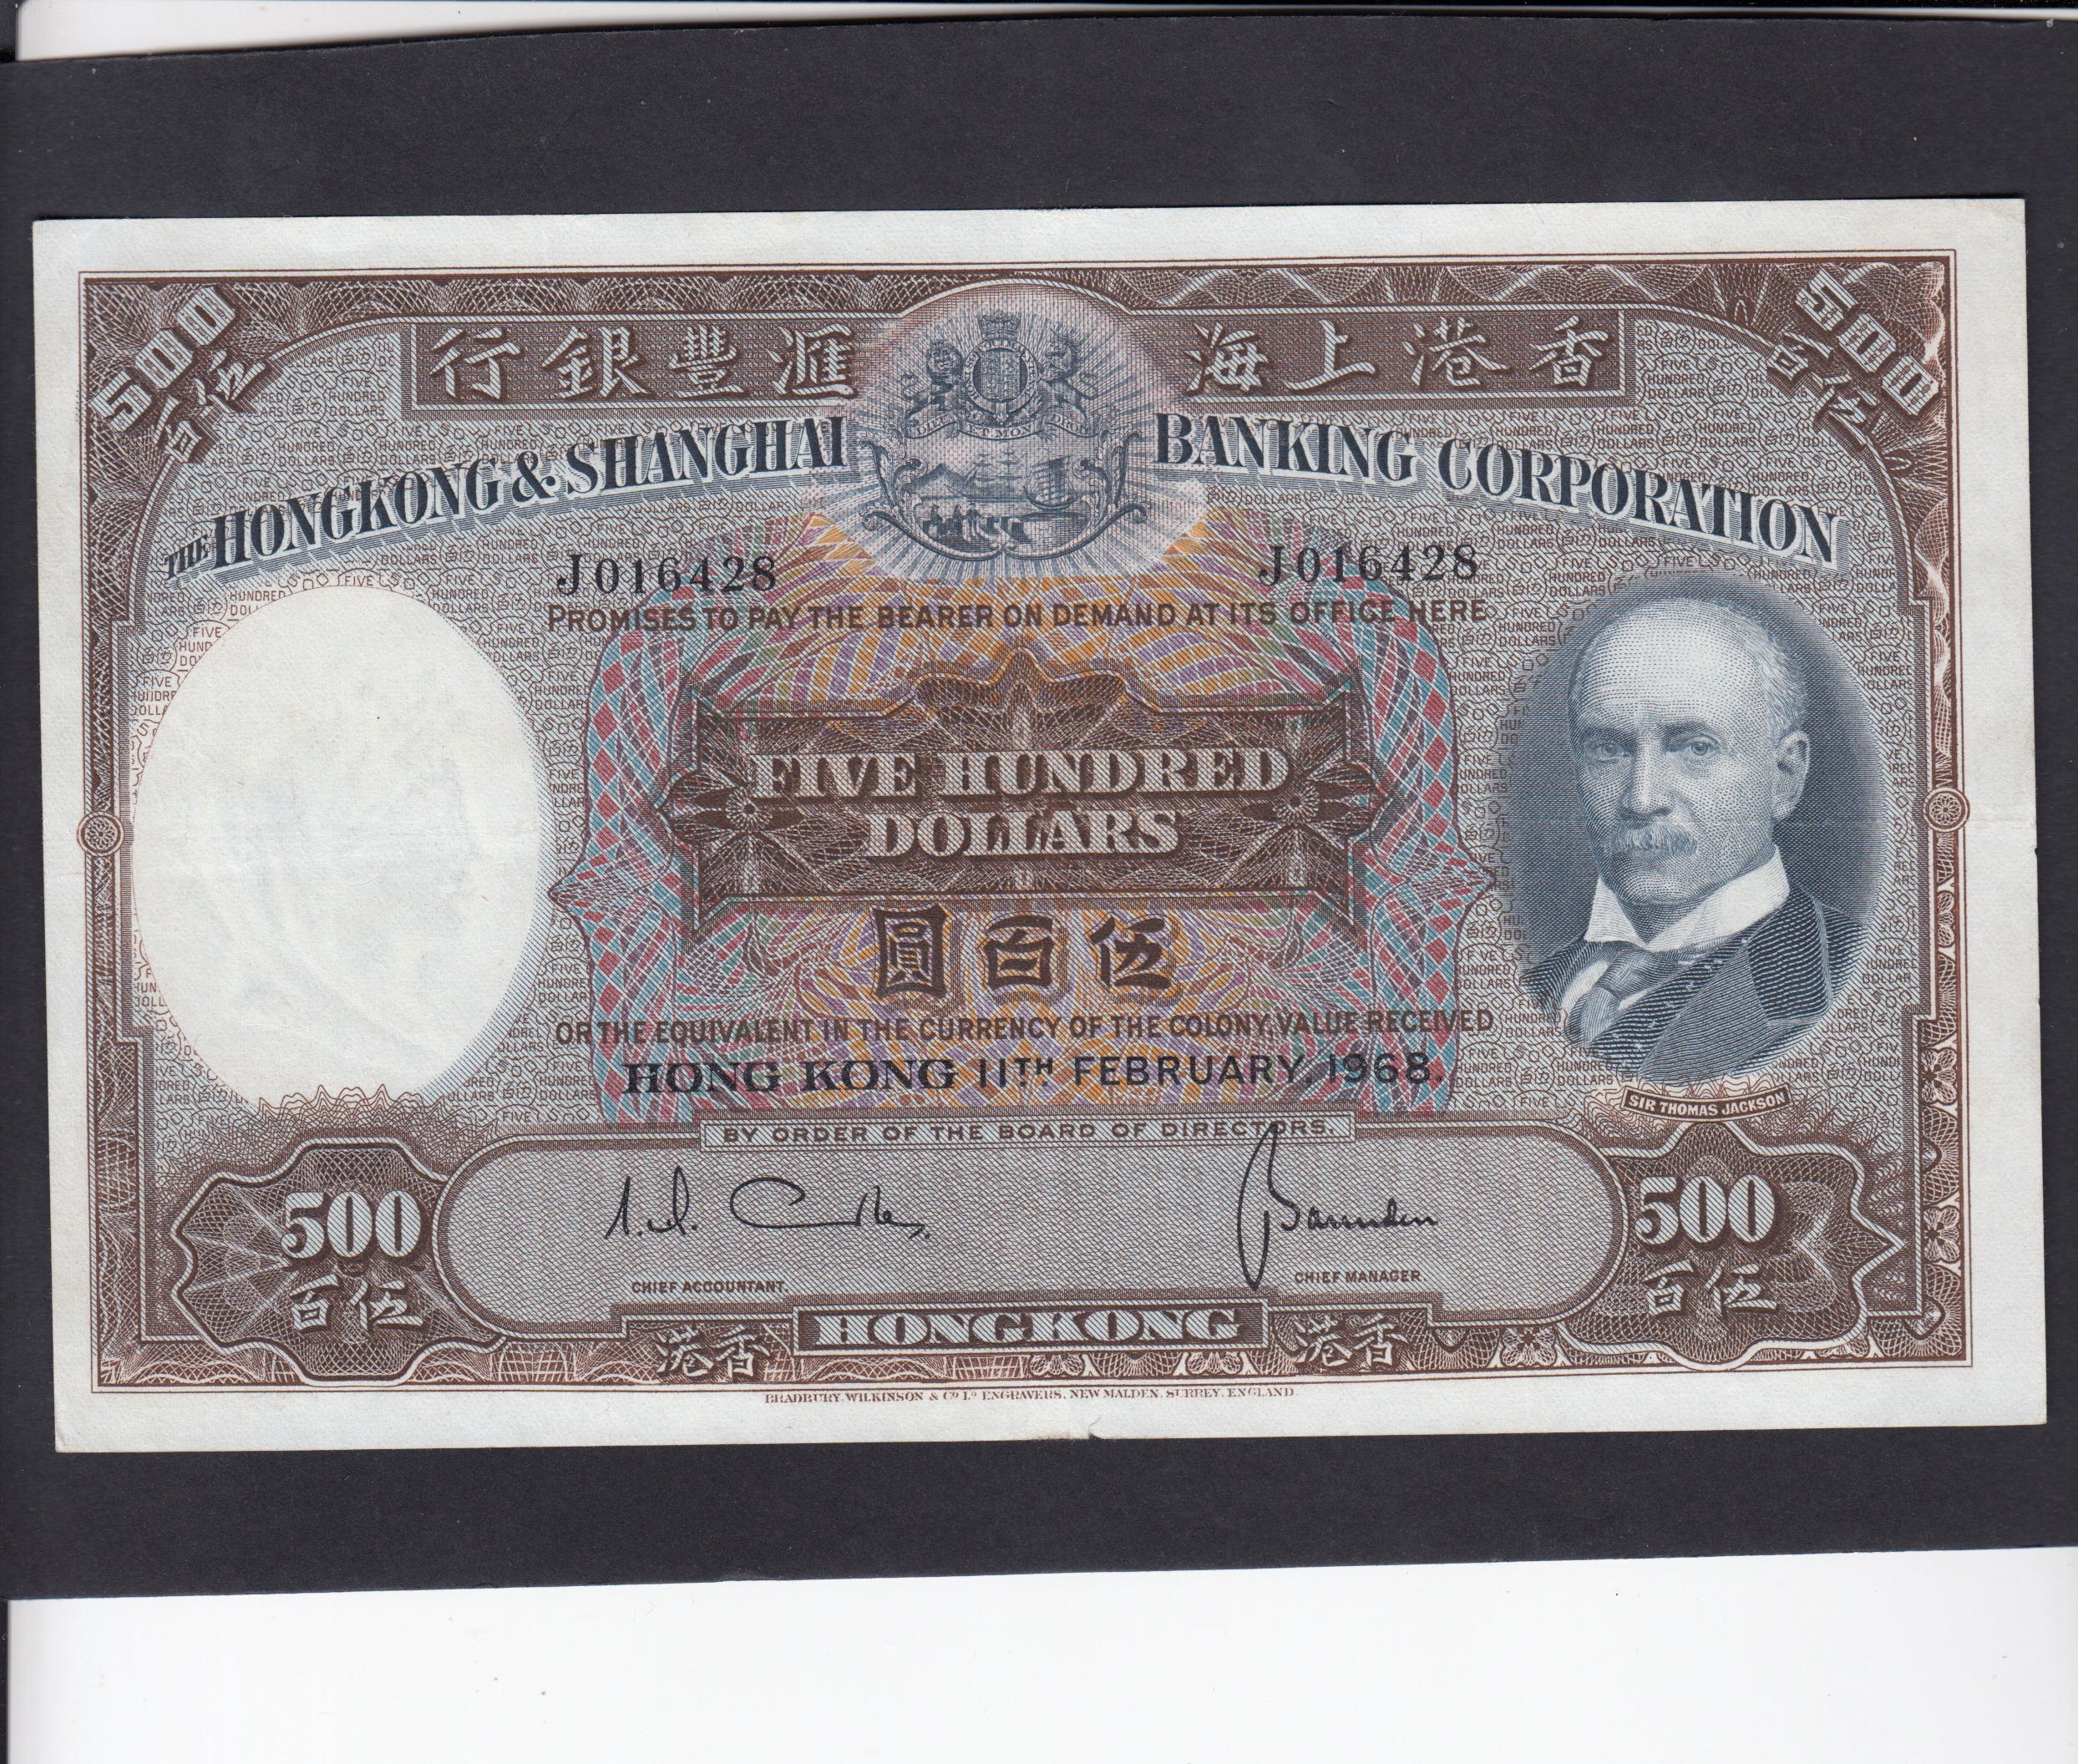 500 伍百
500 伍百
香港上海
滙豐銀行
THE HONGKONG & SHANGHAI BANKING CORPORATION
J016428
J016428
PROMISES TO PAY THE BEARER ON DEMAND AT ITS OFFICE HERE
FIVE HUNDRED
DOLLARS
伍百圓
OR THE EQUIVALENT IN THE CURRENCY OF THE COLONY, VALUE RECEIVED
HONG KONG 11TH FEBRUARY, 1968.
SIR THOMAS JACKSON
BY ORDER OF THE BOARD OF DIRECTORS.
500
伍百
500
伍百
CHIEF ACCOUNTANT.
CHIEF MANAGER.
香港
HONGKONG
香港
BRADBURY, WILKINSON & Co Ld ENGRAVERS, NEW MALDEN, SURREY, ENGLAND.